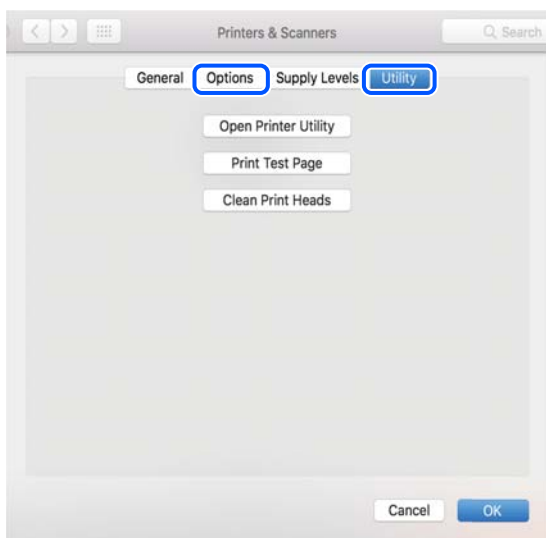 Printers & Scanners
Search
General Options Supply Levels Utility
Open Printer Utility
Print Test Page
Clean Print Heads
Cancel OK